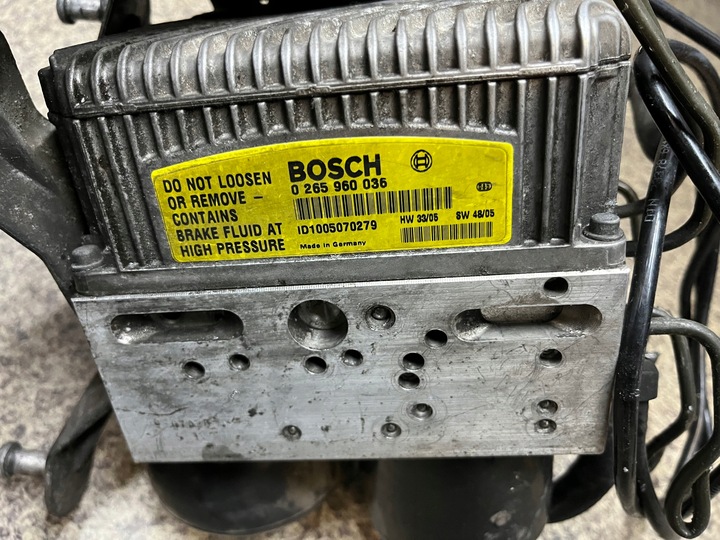 BOSCH
0 265 960 036
DO NOT LOOSEN
OR REMOVE –
CONTAINS
BRAKE FLUID AT
HIGH PRESSURE
ID1005070279
HW 33/05 SW 48/05
Made in Germany